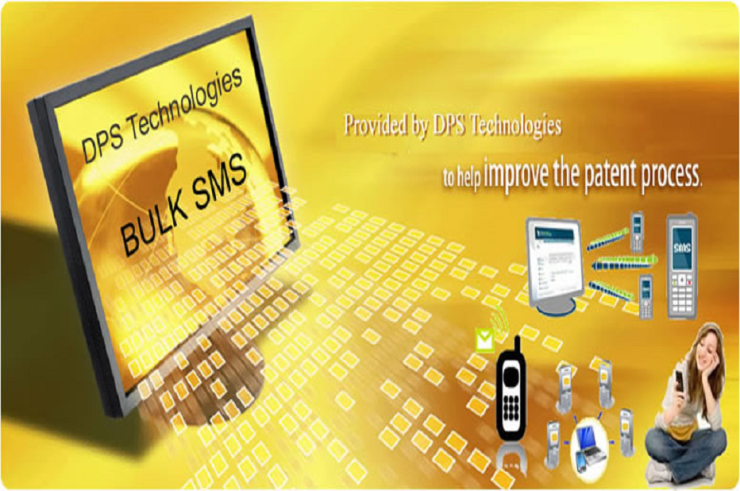 DPS Technologies
BULK SMS
Provided by DPS Technologies
to help improve the patent process.
SMS